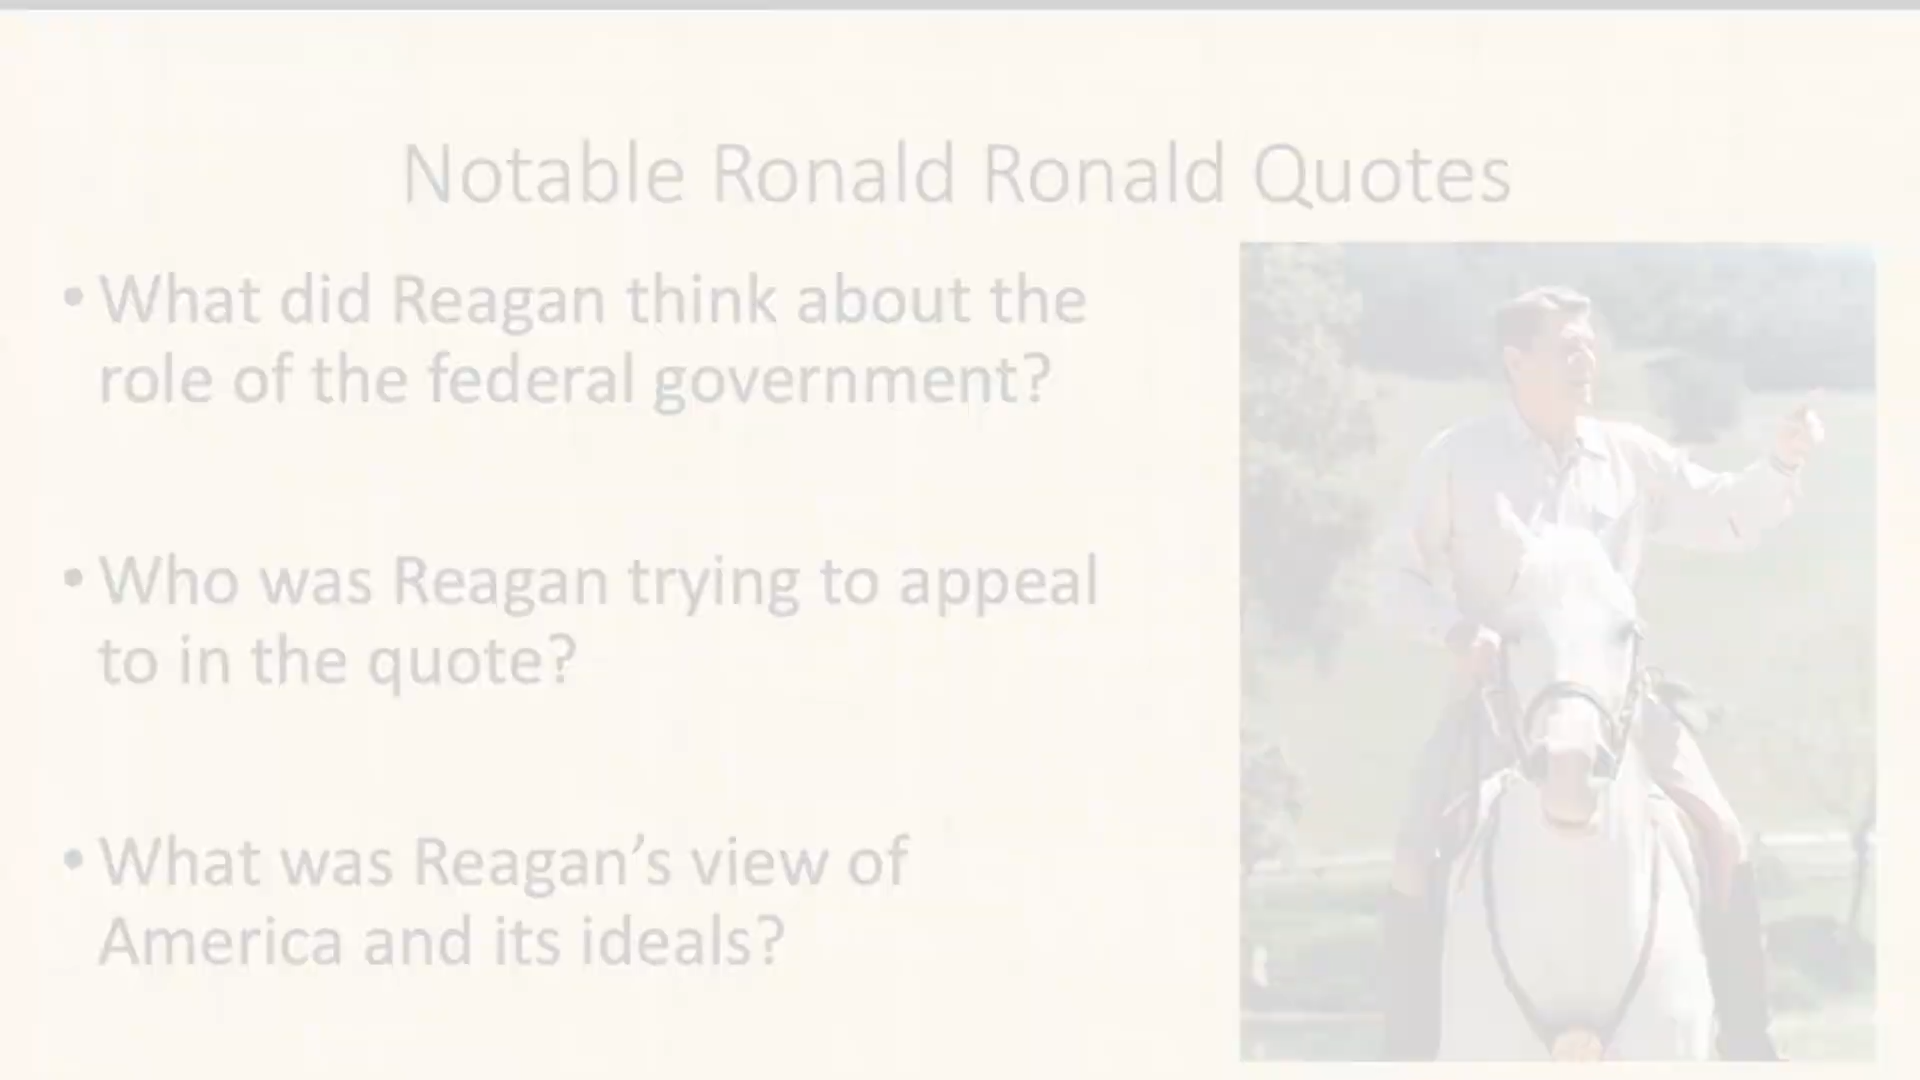 Notable Ronald Ronald Quotes
• What did Reagan think about the
role of the federal government?
• Who was Reagan trying to appeal
to in the quote?
• What was Reagan’s view of
America and its ideals?